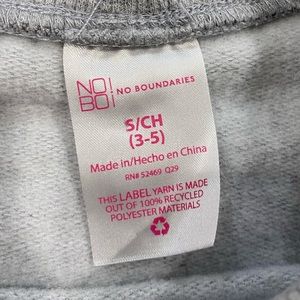 NO
BO
NO BOUNDARIES
S/CH
(3-5)
Made in/Hecho en China
RN# 52469 Q29
THIS LABEL YARN IS MADE
OUT OF 100% RECYCLED
POLYESTER MATERIALS